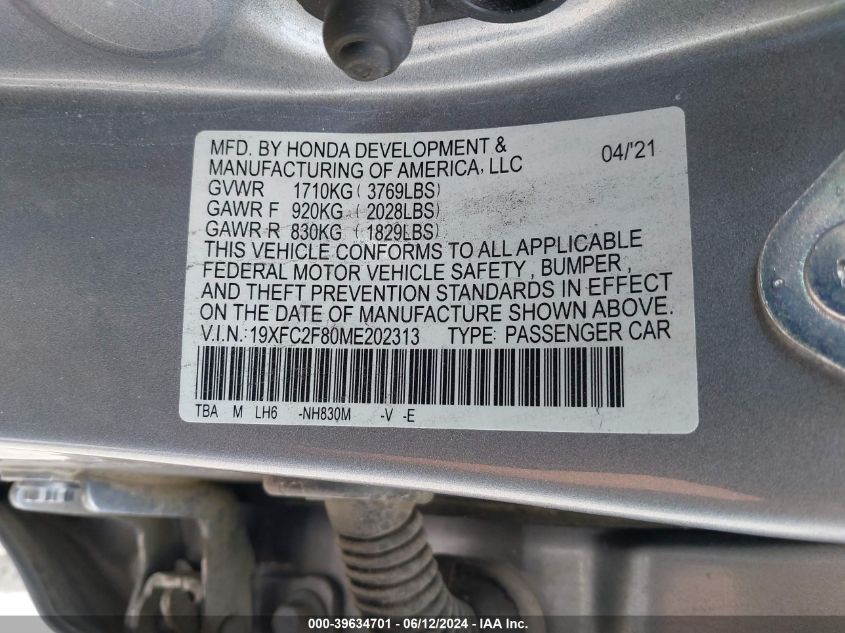 MFD. BY HONDA DEVELOPMENT & 04/'21
MANUFACTURING OF AMERICA, LLC
GVWR 1710KG ( 3769LBS)
GAWR F 920KG ( 2028LBS)
GAWR R 830KG ( 1829LBS)
THIS VEHICLE CONFORMS TO ALL APPLICABLE
FEDERAL MOTOR VEHICLE SAFETY , BUMPER ,
AND THEFT PREVENTION STANDARDS IN EFFECT
ON THE DATE OF MANUFACTURE SHOWN ABOVE.
V.I.N.:19XFC2F80ME202313 TYPE: PASSENGER CAR
TBA M LH6 -NH830M -V -E
000-39634701 - 06/12/2024 - IAAI Inc.